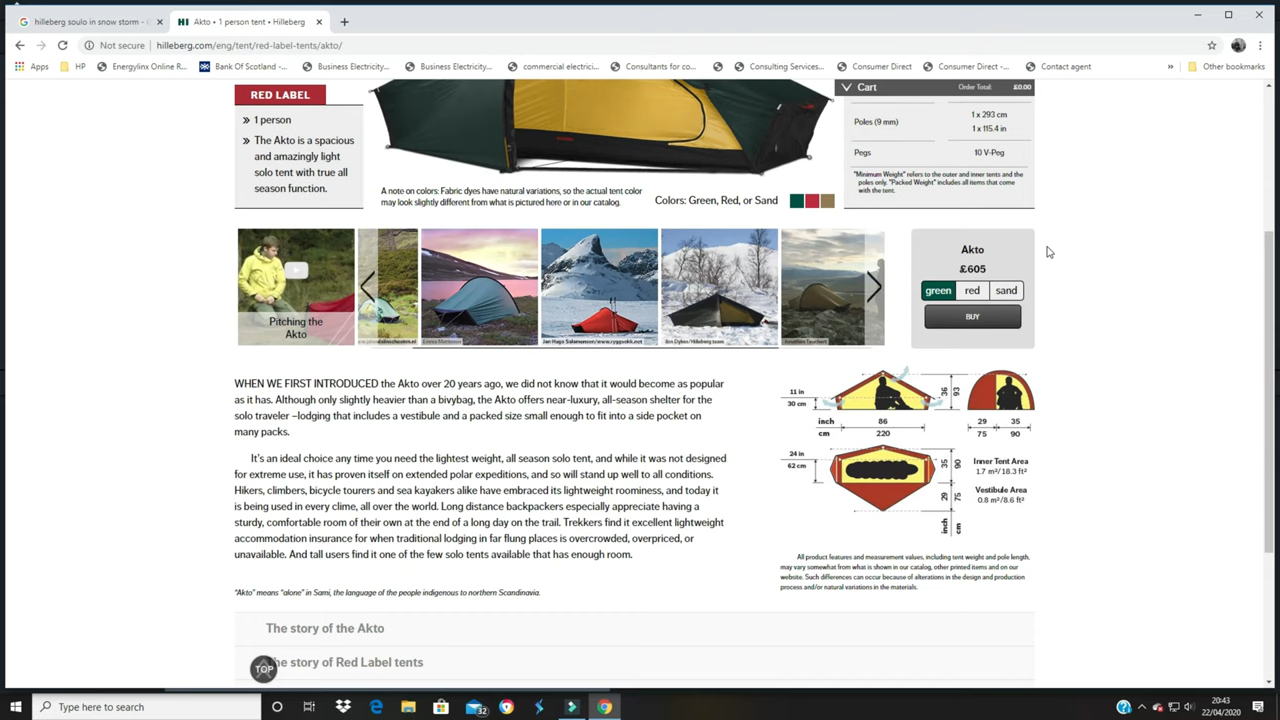 hilleberg soulo in snow storm - 
Akto • 1 person tent • Hilleberg
Not secure
hilleberg.com/eng/tent/red-label-tents/akto/
Apps
HP
Energylinx Online R...
Bank Of Scotland -...
Business Electricity...
Business Electricity...
commercial electrici...
Consultants for co...
Consulting Services...
Consumer Direct
Consumer Direct -...
Contact agent
»
Other bookmarks
RED LABEL
» 1 person
» The Akto is a spacious
and amazingly light
solo tent with true all
season function.
A note on colors: Fabric dyes have natural variations, so the actual tent color
may look slightly different from what is pictured here or in our catalog.
Colors: Green, Red, or Sand
Cart
Order Total: £0.00
Poles (9 mm)
1 x 293 cm
1 x 115.4 in
Pegs
10 V-Peg
"Minimum Weight" refers to the outer and inner tents and the
poles only. "Packed Weight" includes all items that come
with the tent.
Pitching the
Akto
Jan Hugo Salamonsen/www.ryggsekk.net
Jon Dykes/Hilleberg team
Akto
£605
green
red
sand
BUY
WHEN WE FIRST INTRODUCED the Akto over 20 years ago, we did not know that it would become as popular
as it has. Although only slightly heavier than a bivybag, the Akto offers near-luxury, all-season shelter for the
solo traveler –lodging that includes a vestibule and a packed size small enough to fit into a side pocket on
many packs.
It's an ideal choice any time you need the lightest weight, all season solo tent, and while it was not designed
for extreme use, it has proven itself on extended polar expeditions, and so will stand up well to all conditions.
Hikers, climbers, bicycle tourers and sea kayakers alike have embraced its lightweight roominess, and today it
is being used in every clime, all over the world. Long distance backpackers especially appreciate having a
sturdy, comfortable room of their own at the end of a long day on the trail. Trekkers find it excellent lightweight
accommodation insurance for when traditional lodging in far flung places is overcrowded, overpriced, or
unavailable. And tall users find it one of the few solo tents available that has enough room.
"Akto" means "alone" in Sami, the language of the people indigenous to northern Scandinavia.
11 in
30 cm
36
93
inch
86
29
35
cm
220
75
90
24 in
62 cm
35
90
29
75
inch
cm
Inner Tent Area
1.7 m²/18.3 ft²
Vestibule Area
0.8 m²/8.6 ft²
All product features and measurement values, including tent weight and pole length,
may vary somewhat from what is shown in our catalog, other printed items and on our
website. Such differences can occur because of alterations in the design and production
process and/or natural variations in the materials.
The story of the Akto
The story of Red Label tents
TOP
Type here to search
32
20:43
22/04/2020